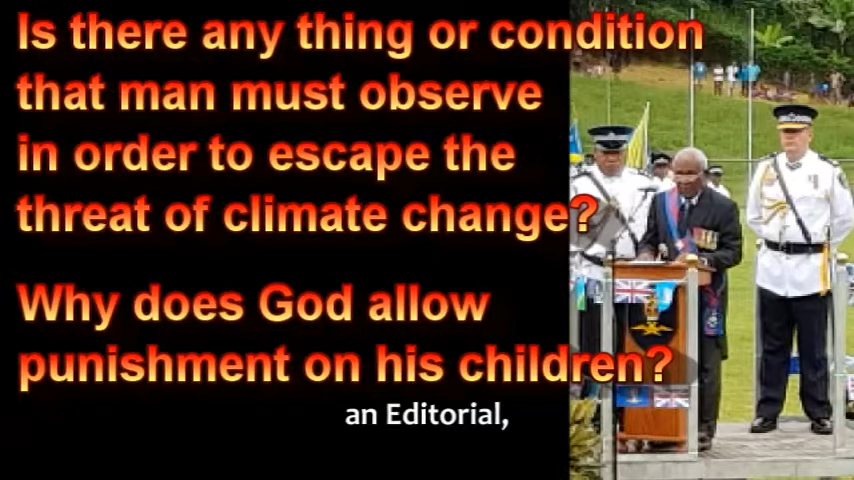 Is there any thing or condition
that man must observe
in order to escape the
threat of climate change?
Why does God allow
punishment on his children?
an Editorial,